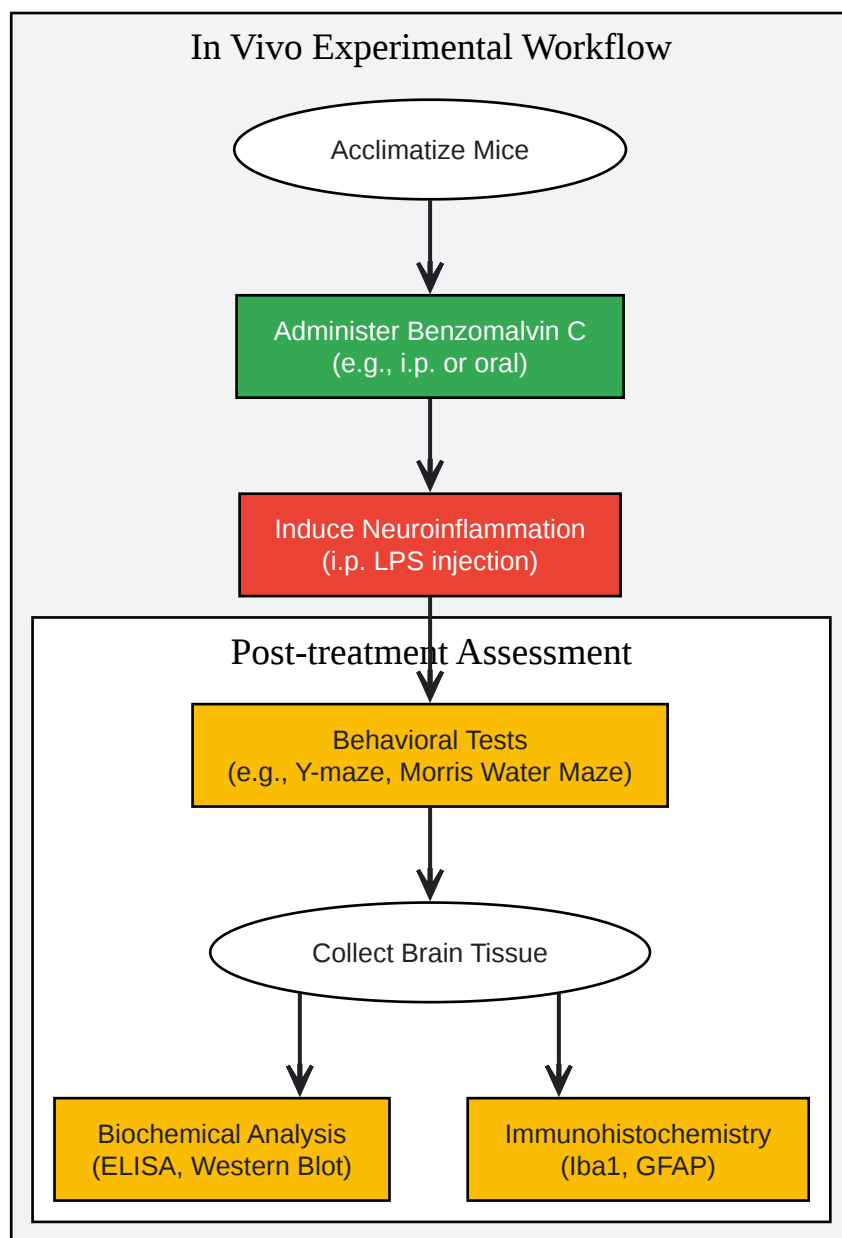 In Vivo Experimental Workflow
Acclimatize Mice
Administer Benzomalvin C
(e.g., i.p. or oral)
Induce Neuroinflammation
(i.p. LPS injection)
Post-treatment Assessment
Behavioral Tests
(e.g., Y-maze, Morris Water Maze)
Collect Brain Tissue
Biochemical Analysis
(ELISA, Western Blot)
Immunohistochemistry
(Iba1, GFAP)